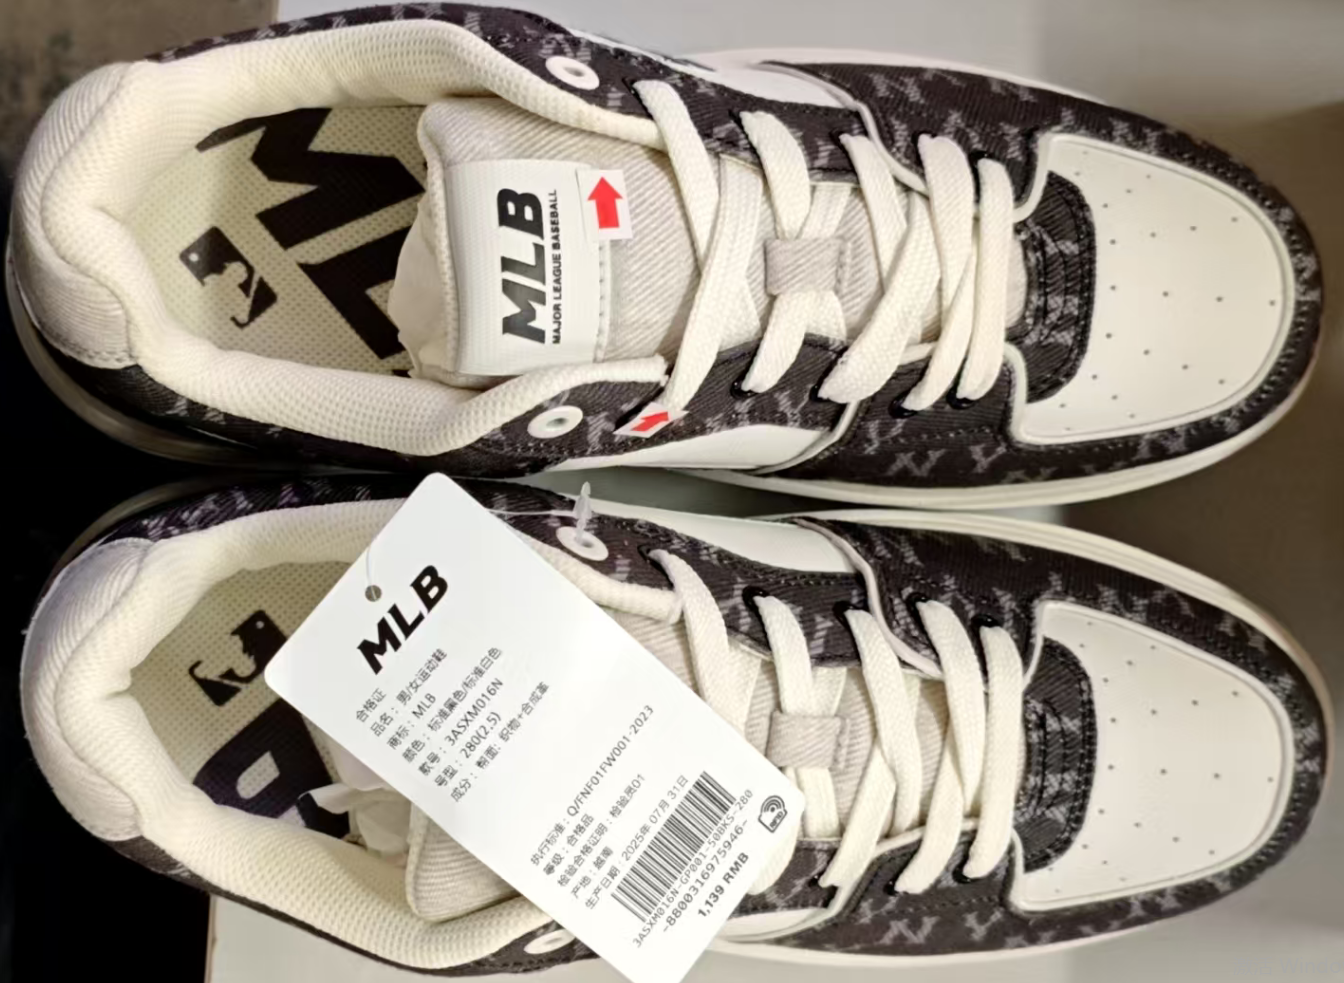 MLB
MAJOR LEAGUE BASEBALL
MLB
合格证
品名：男/女运动鞋
商标：MLB
颜色：标准黑色/标准白色
款号：3ASXM016N
号型：280(2.5)
成分：帮面：织物+合成革
执行标准：Q/FNF01FW001-2023
等级：合格品
检验合格证明：检验员01
产地：越南
生产日期：2025年 07月 31日
3ASXM016N-GP001-50BKS-280
-8800316975946-
1,139 RMB